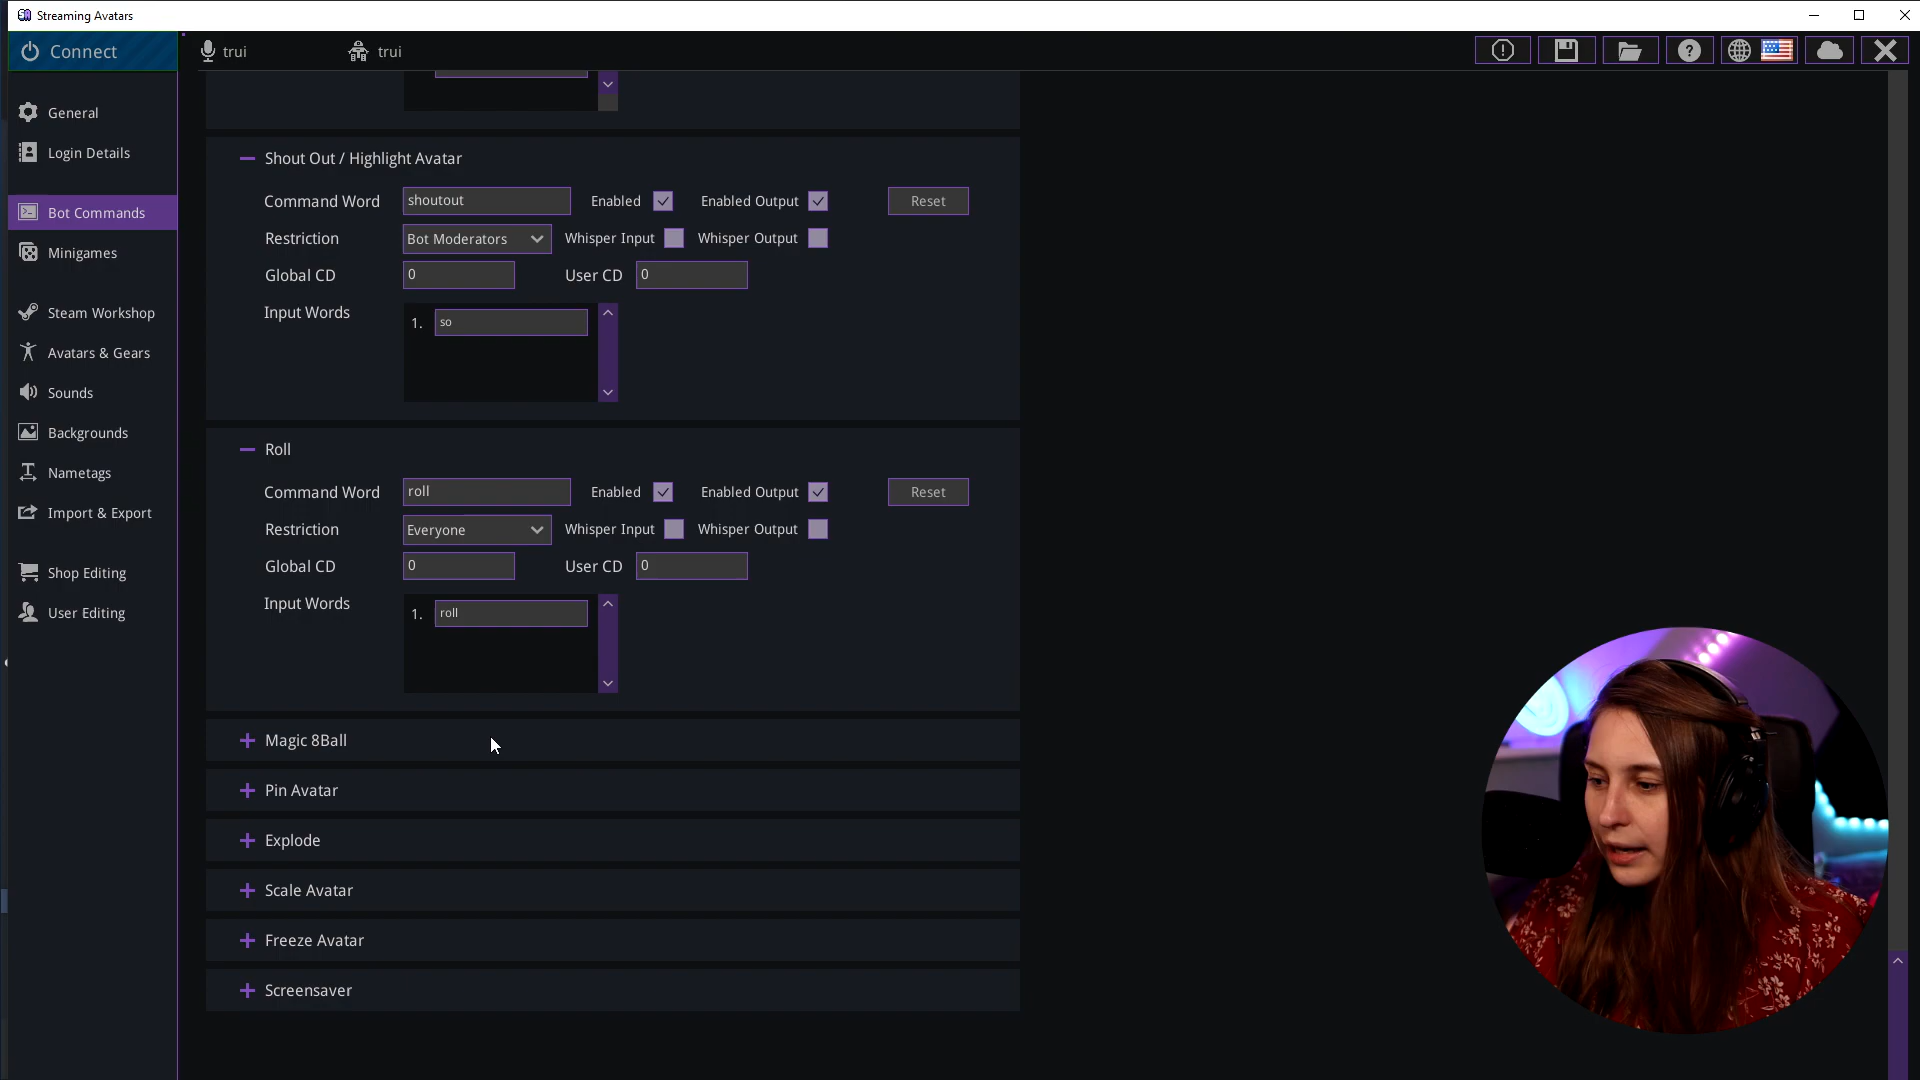 Streaming Avatars
Connect
trui
trui
General
Login Details
Bot Commands
Minigames
Steam Workshop
Avatars & Gears
Sounds
Backgrounds
Nametags
Import & Export
Shop Editing
User Editing
Shout Out / Highlight Avatar
Command Word shoutout Enabled Enabled Output Reset
Restriction Bot Moderators Whisper Input Whisper Output
Global CD 0 User CD 0
Input Words
1. so
Roll
Command Word roll Enabled Enabled Output Reset
Restriction Everyone Whisper Input Whisper Output
Global CD 0 User CD 0
Input Words
1. roll
Magic 8Ball
Pin Avatar
Explode
Scale Avatar
Freeze Avatar
Screensaver